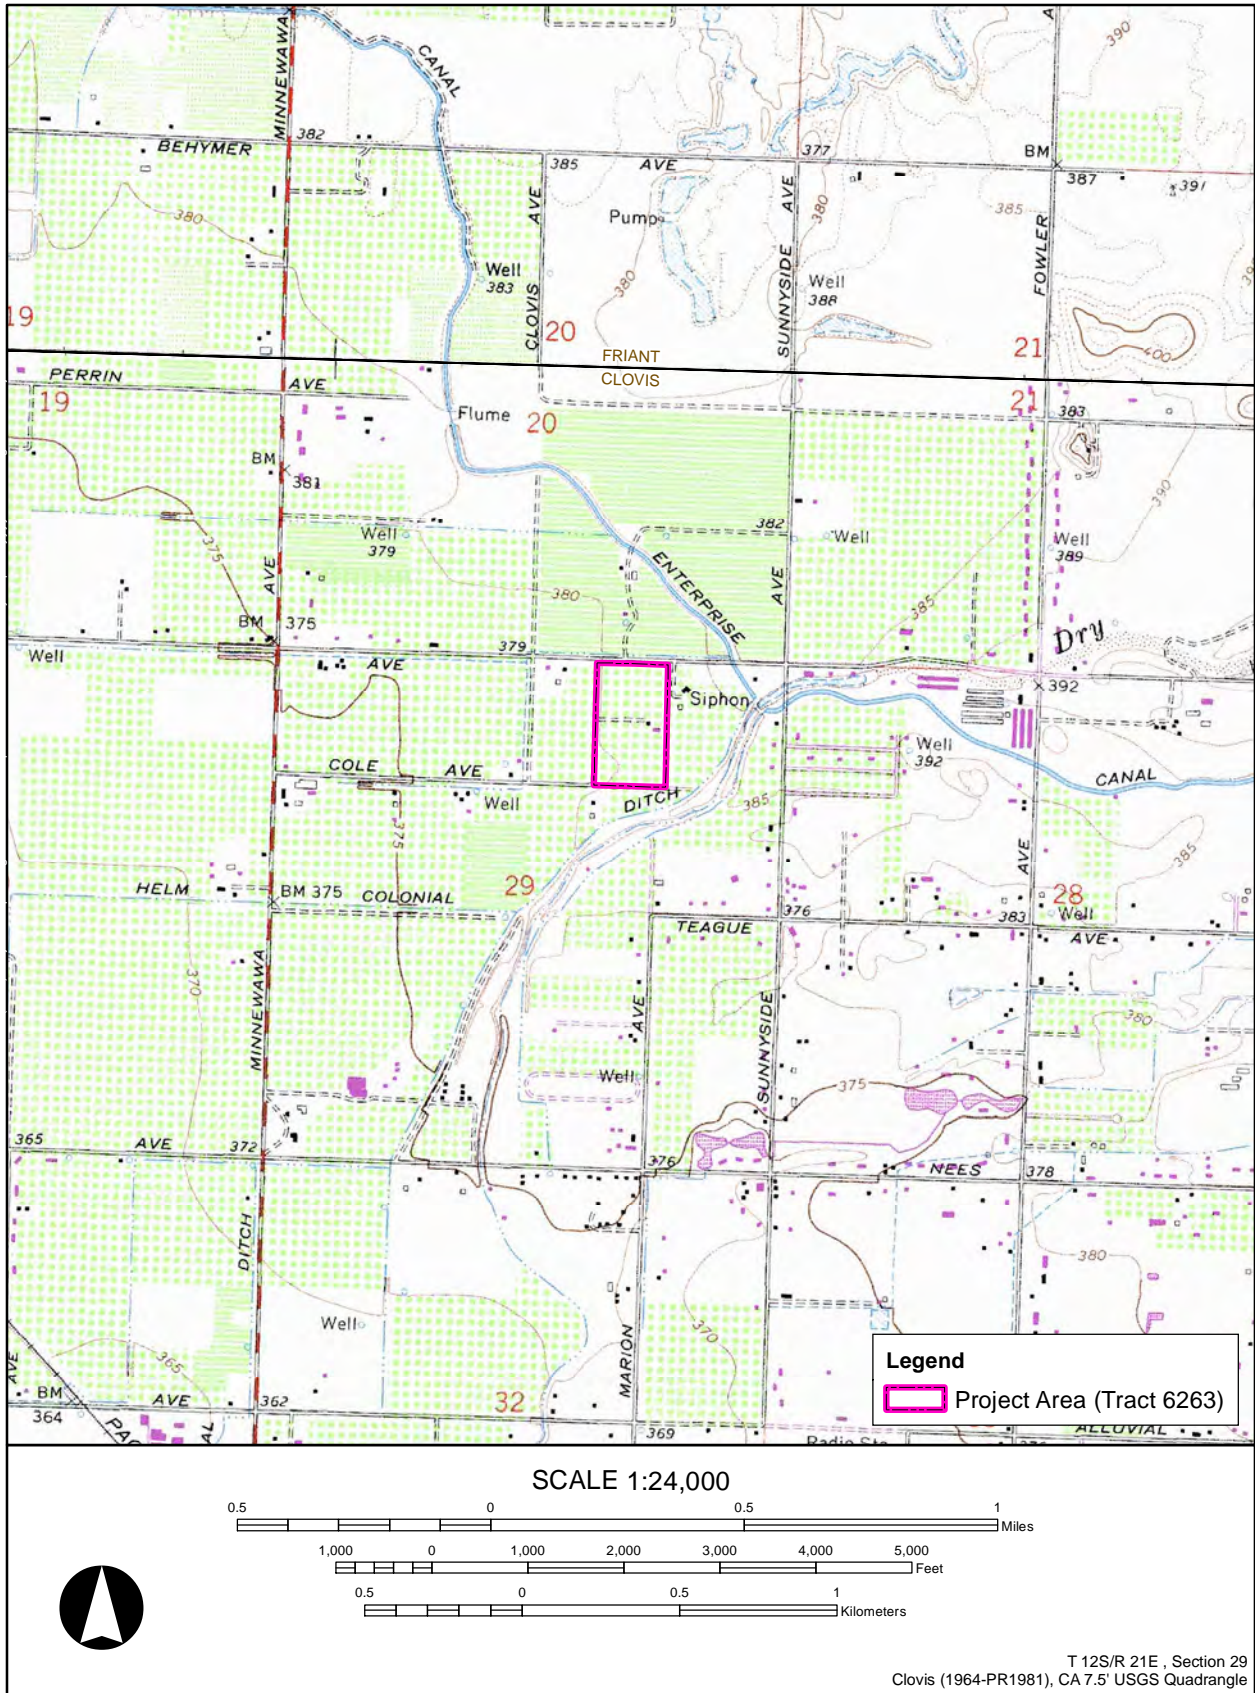 MINNEWAWA
CANAL
A
390
382
BEHYMER
385
AVE
377
BM
387
391
380
AVE
Pump
380
AVE
380
385
FOWLER
Well
383
CLOVIS
Well
388
SUNNYSIDE
19
20
21
400
FRIANT
CLOVIS
PERRIN
AVE
19
Flume
20
21
383
BM
381
390
375
Well
379
382
Well
Well
389
AVE
ENTERPRISE
AVE
380
385
BM
375
379
Dry
Well
AVE
Siphon
392
COLE
AVE
Well
392
CANAL
Well
DITCH
385
375
AVE
385
HELM
BM 375
COLONIAL
29
376
383
28
Well
TEAGUE
AVE
370
MINNEWAWA
AVE
SUNNYSIDE
380
Well
375
365
AVE
372
376
NEES
378
DITCH
380
Well
MARION
370
365
AVE
BM
364
AVE
362
32
369
PAC
AL
Legend
Project Area (Tract 6263)
ALLUVIAL
Radio Sta
SCALE 1:24,000
0.5 0 0.5 1
Miles
1,000 0 1,000 2,000 3,000 4,000 5,000
Feet
0.5 0 0.5 1
Kilometers
T 12S/R 21E , Section 29
Clovis (1964-PR1981), CA 7.5' USGS Quadrangle